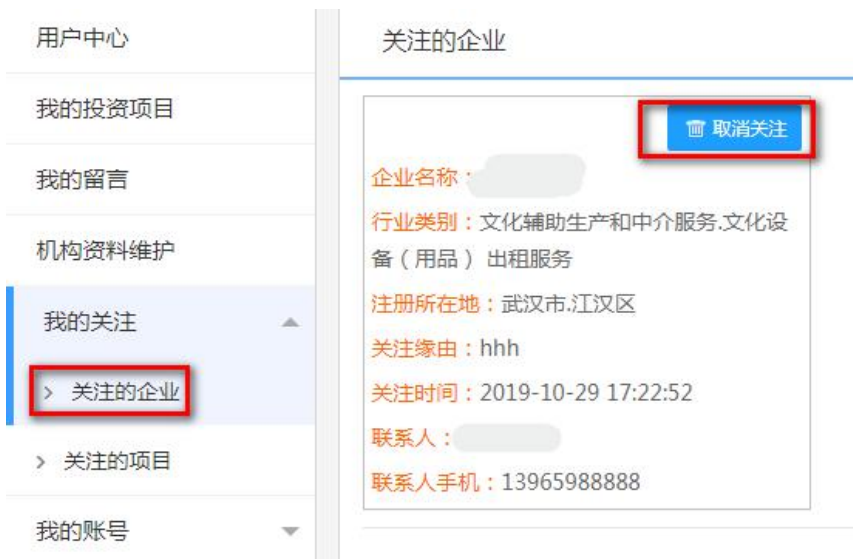 用户中心
我的投资项目
我的留言
机构资料维护
我的关注
> 关注的企业
> 关注的项目
我的账号
关注的企业
取消关注
企业名称：
行业类别：文化辅助生产和中介服务.文化设
备（用品） 出租服务
注册所在地：武汉市.江汉区
关注缘由：hhh
关注时间：2019-10-29 17:22:52
联系人：
联系人手机：13965988888